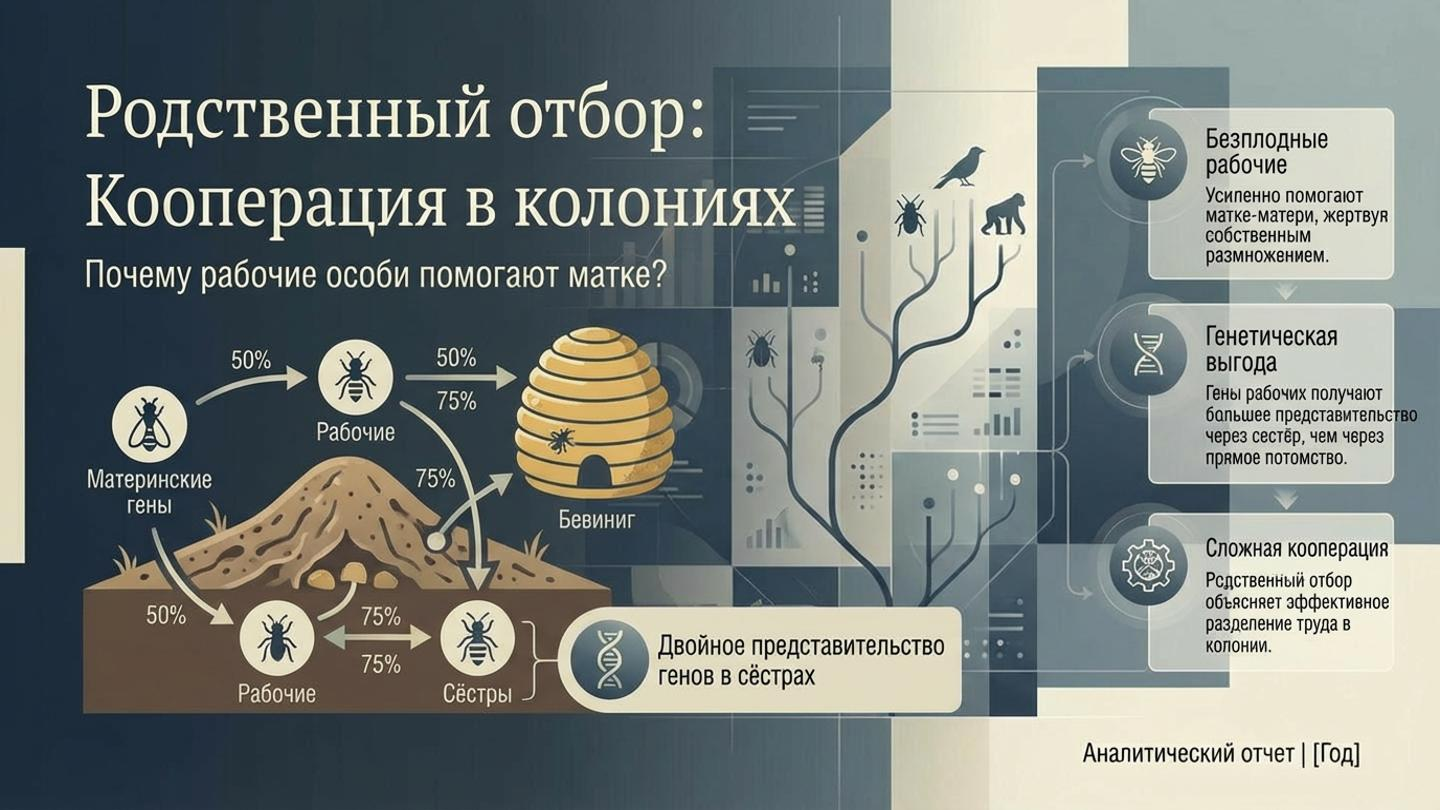 Родственный отбор:
Кооперация в колониях
Почему рабочие особи помогают матке?
50%
50%
75%
Рабочие
Материнские
гены
75%
Бевиниг
50%
75%
75%
Рабочие
Сёстры
Двойное представительство
генов в сёстрах
Безплодные
рабочие
Усиленно помогают
матке-матери, жертвуя
собственным
размножением.
Генетическая
выгода
Гены рабочих получают
большее представительство
через сестёр, чем через
прямое потомство.
Сложная кооперация
Родственный отбор
объясняет эффективное
разделение труда в
колонии.
Аналитический отчет | [Год]